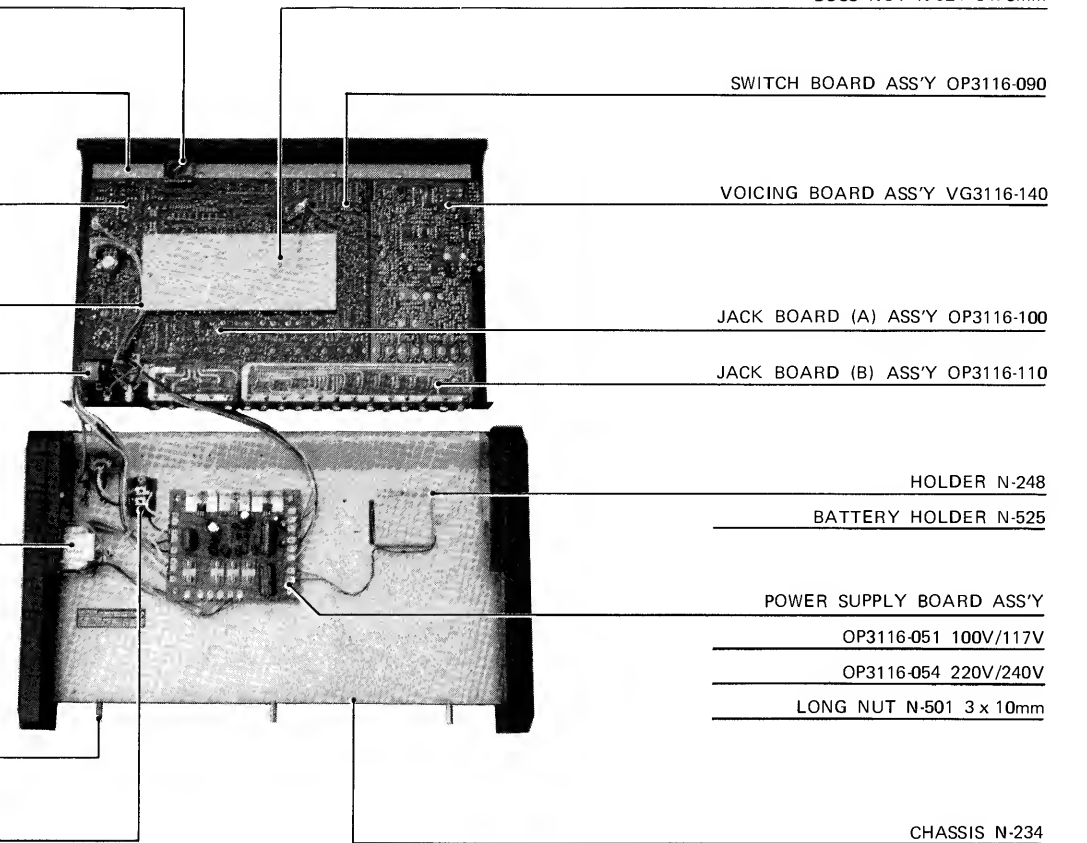 SWITCH BOARD ASS'Y OP3116-090
VOICING BOARD ASS'Y VG3116-140
JACK BOARD (A) ASS'Y OP3116-100
JACK BOARD (B) ASS'Y OP3116-110
HOLDER N-248
BATTERY HOLDER N-525
POWER SUPPLY BOARD ASS'Y
OP3116-051 100V/117V
OP3116-054 220V/240V
LONG NUT N-501 3 x 10mm
CHASSIS N-234